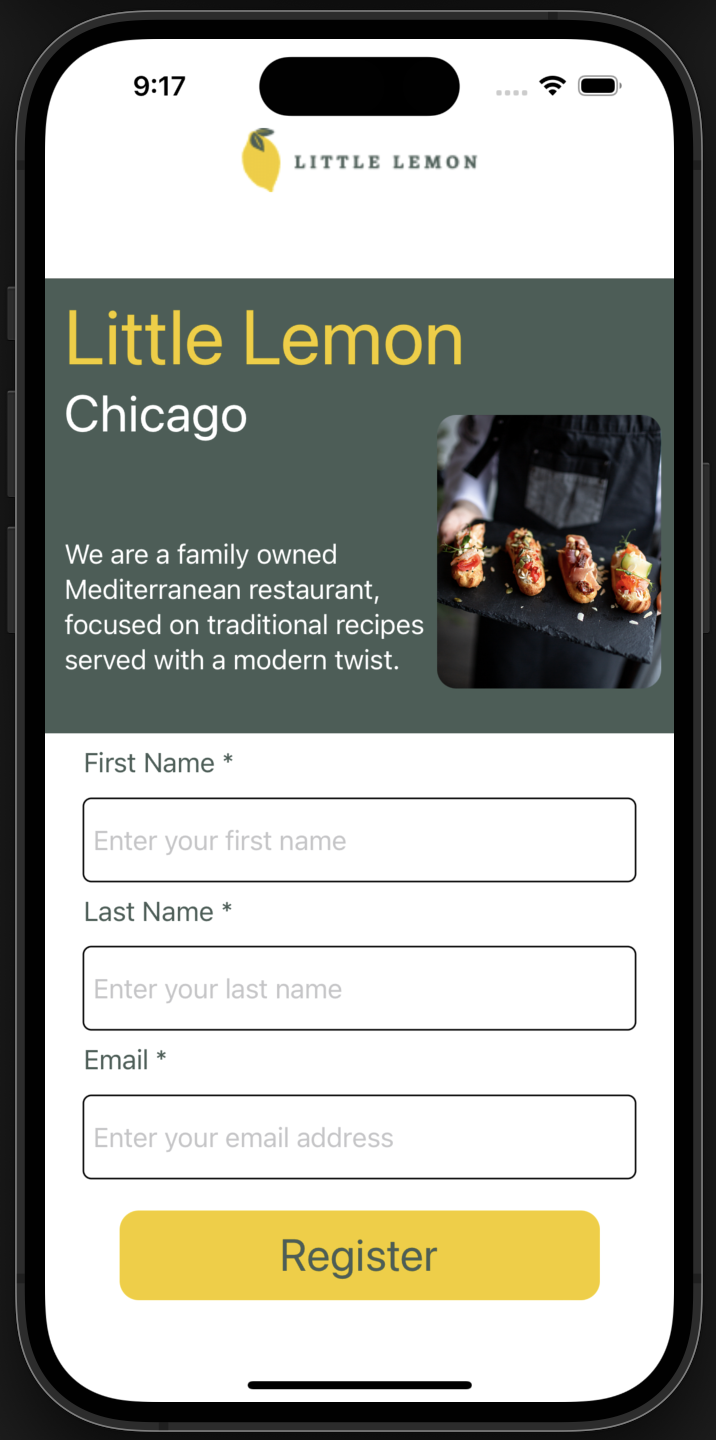 9:17
LITTLE LEMON
Little Lemon
Chicago
We are a family owned
Mediterranean restaurant,
focused on traditional recipes
served with a modern twist.
First Name *
Enter your first name
Last Name *
Enter your last name
Email *
Enter your email address
Register